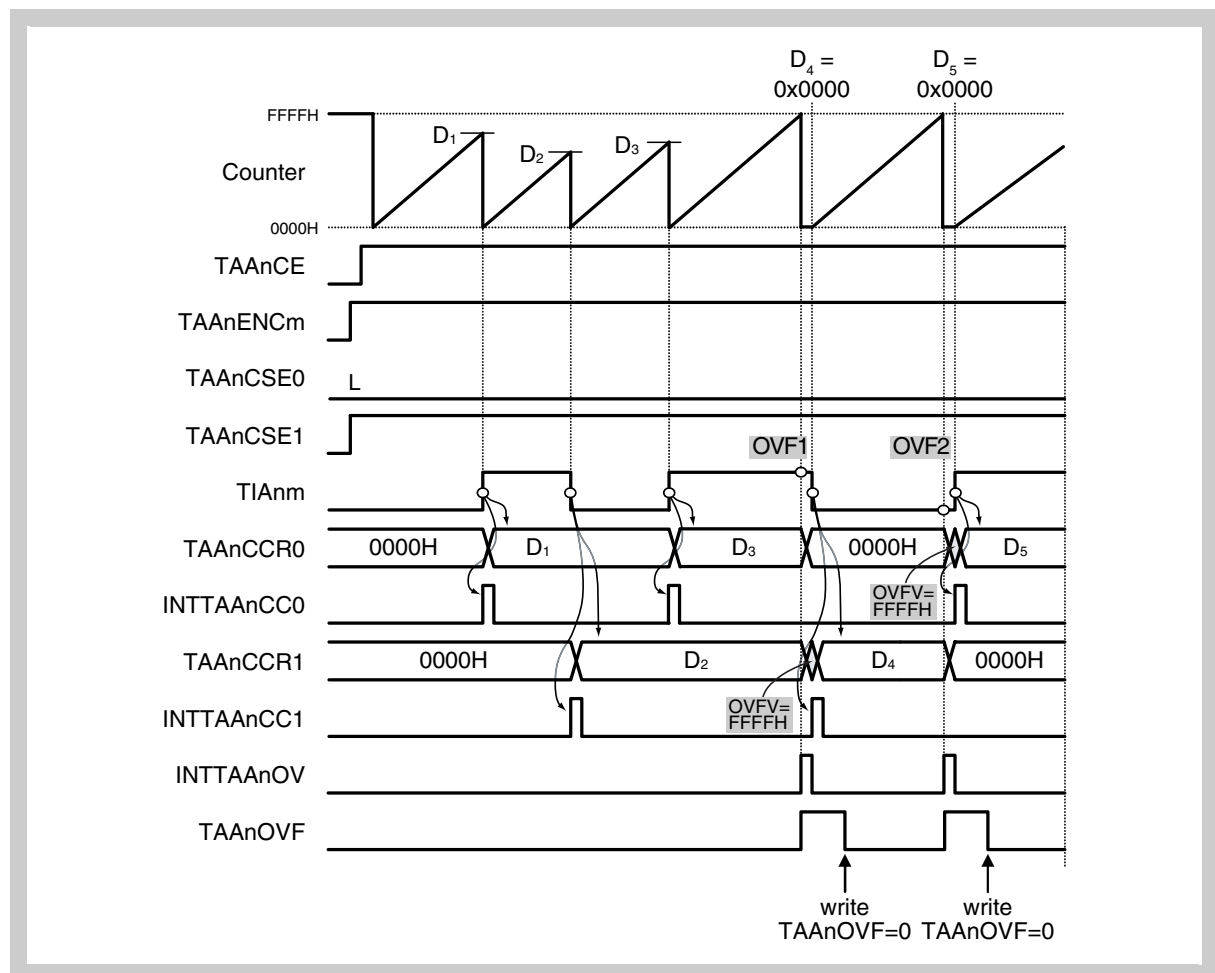 D4 =
0x0000
D5 =
0x0000
FFFFH
D1
D2
D3
Counter
0000H
TAAnCE
TAAnENCm
TAAnCSE0
L
TAAnCSE1
OVF1
OVF2
TIAnm
TAAnCCR0
0000H
D1
D3
0000H
D5
OVFV=
FFFFH
INTTAAnCC0
TAAnCCR1
0000H
D2
D4
0000H
OVFV=
FFFFH
INTTAAnCC1
INTTAAnOV
TAAnOVF
write
TAAnOVF=0
write
TAAnOVF=0